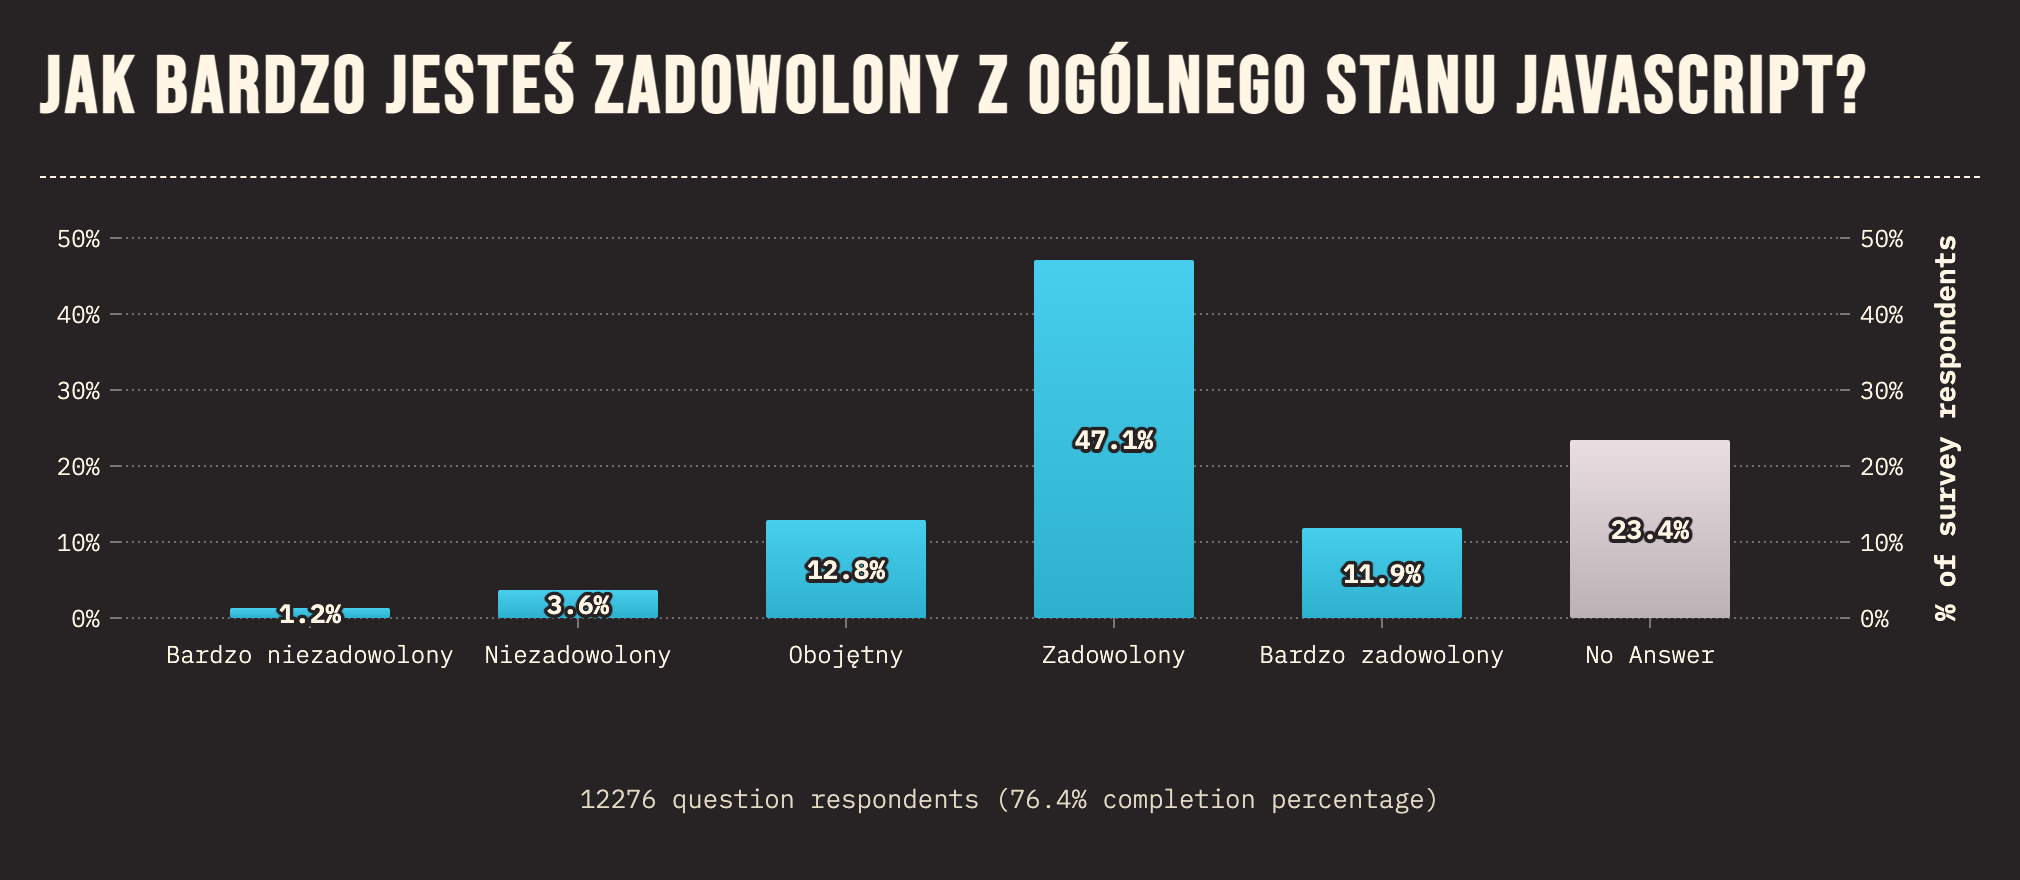 JAK BARDZO JESTEŚ ZADOWOLONY Z OGÓLNEGO STANU JAVASCRIPT?
50% 50%
40% 40%
30% 30%
20% 20%
10% 10%
0% 0%
% of survey respondents
1.2% 3.6% 12.8% 47.1% 11.9% 23.4%
Bardzo niezadowolony Niezadowolony Obojętny Zadowolony Bardzo zadowolony No Answer
12276 question respondents (76.4% completion percentage)